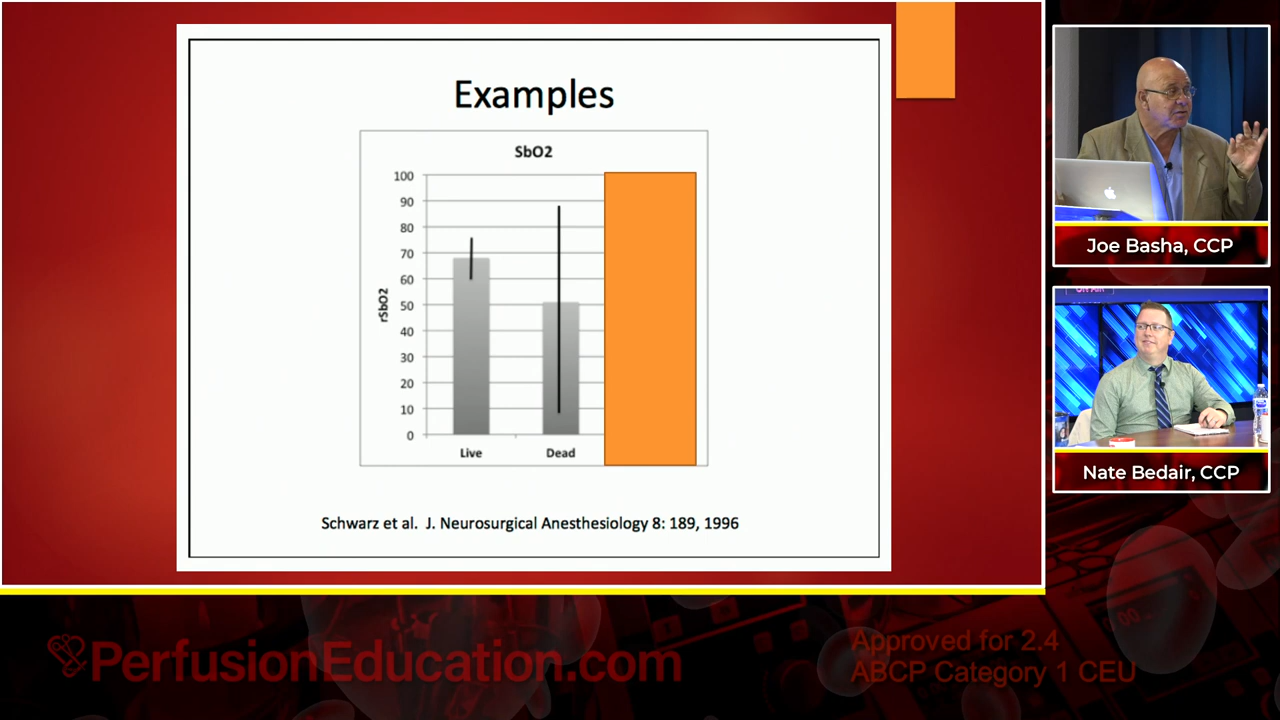 Examples
SbO2
100
90
80
70
60
50
40
30
20
10
0
rSbO2
Live
Dead
Schwarz et al. J. Neurosurgical Anesthesiology 8: 189, 1996
Joe Basha, CCP
Nate Bedair, CCP
PerfusionEducation.com
Approved for 2.4
ABCP Category 1 CEU